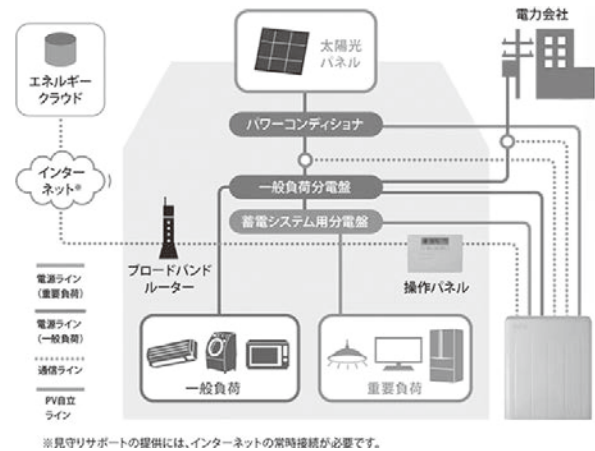 電力会社
太陽光
パネル
エネルギー
クラウド
パワーコンディショナ
インター
ネット※
一般負荷分電盤
蓄電システム用分電盤
ブロードバンド
ルーター
操作パネル
電源ライン
(重要負荷)
電源ライン
(一般負荷)
通信ライン
PV自立
ライン
一般負荷
重要負荷
※見守りサポートの提供には、インターネットの常時接続が必要です。